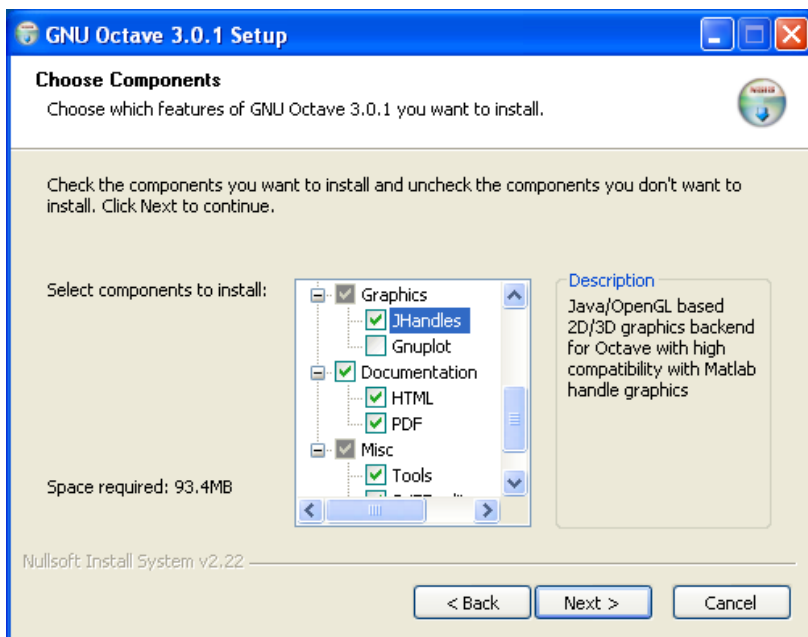 GNU Octave 3.0.1 Setup
Choose Components
Choose which features of GNU Octave 3.0.1 you want to install.
Check the components you want to install and uncheck the components you don't want to
install. Click Next to continue.
Select components to install:
Graphics
JHandles
Gnuplot
Documentation
HTML
PDF
Misc
Tools
Description
Java/OpenGL based
2D/3D graphics backend
for Octave with high
compatibility with Matlab
handle graphics
Space required: 93.4MB
Nullsoft Install System v2.22
< Back
Next >
Cancel